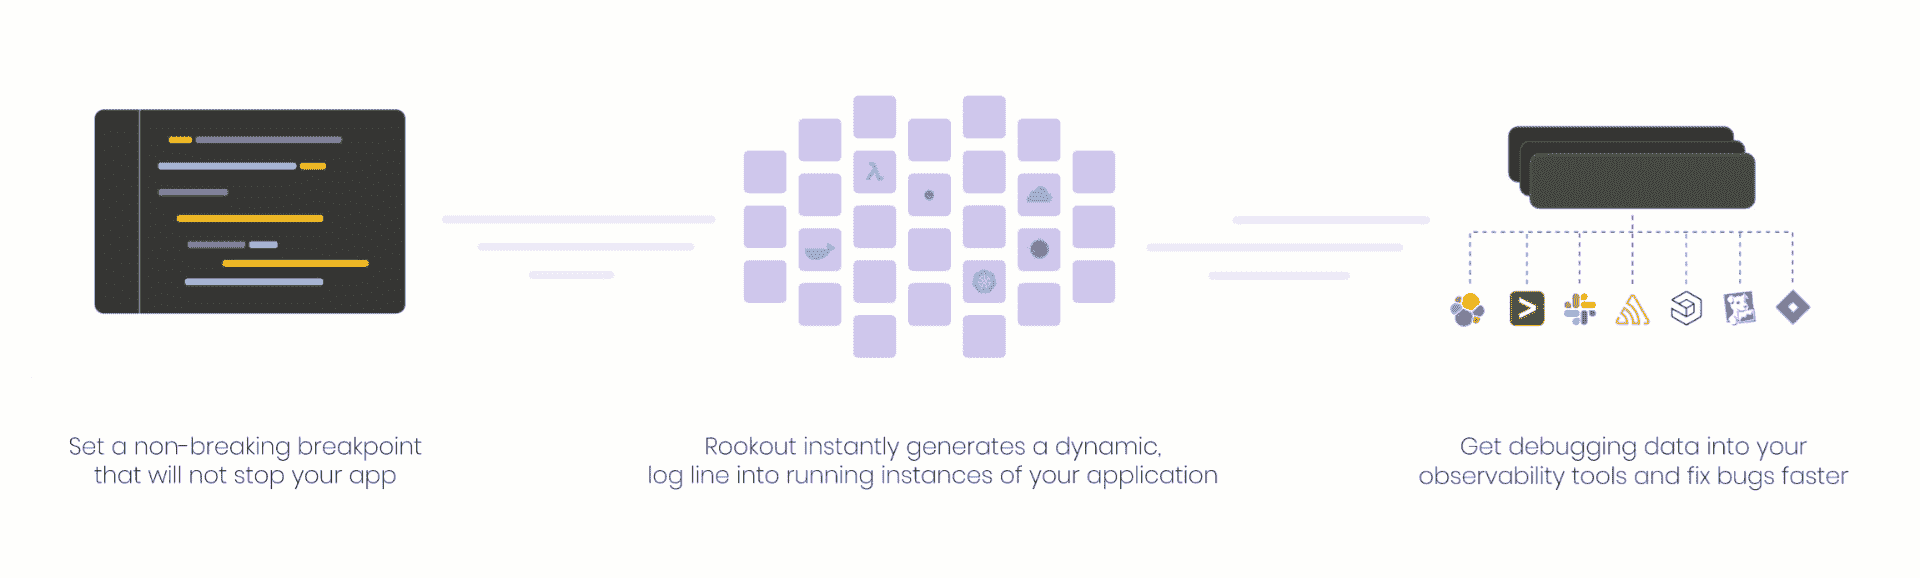 Set a non-breaking breakpoint
that will not stop your app
Rookout instantly generates a dynamic,
log line into running instances of your application
Get debugging data into your
observability tools and fix bugs faster